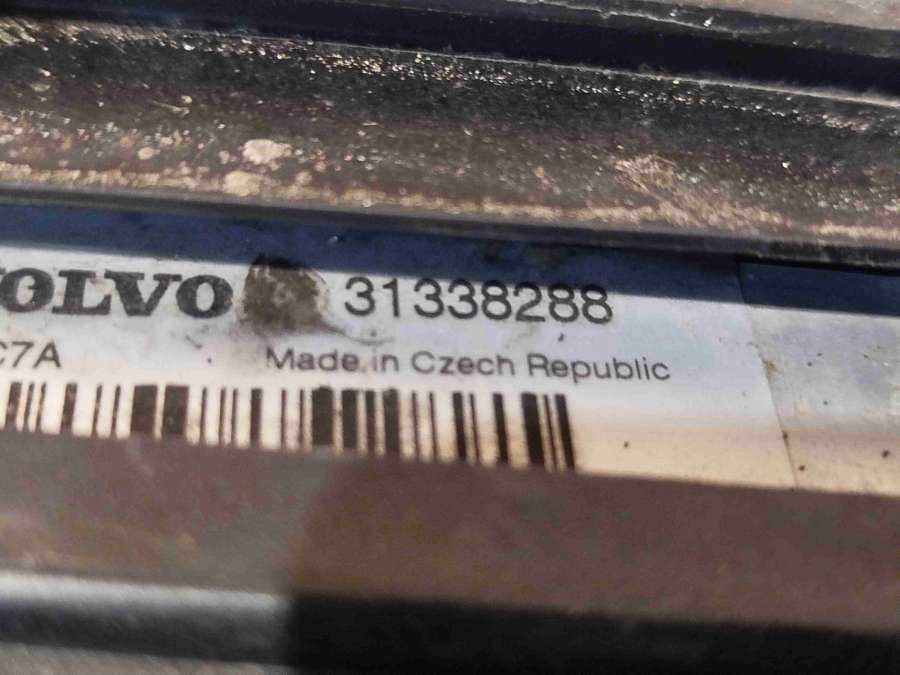 VOLVO 31338288
C7A Made in Czech Republic